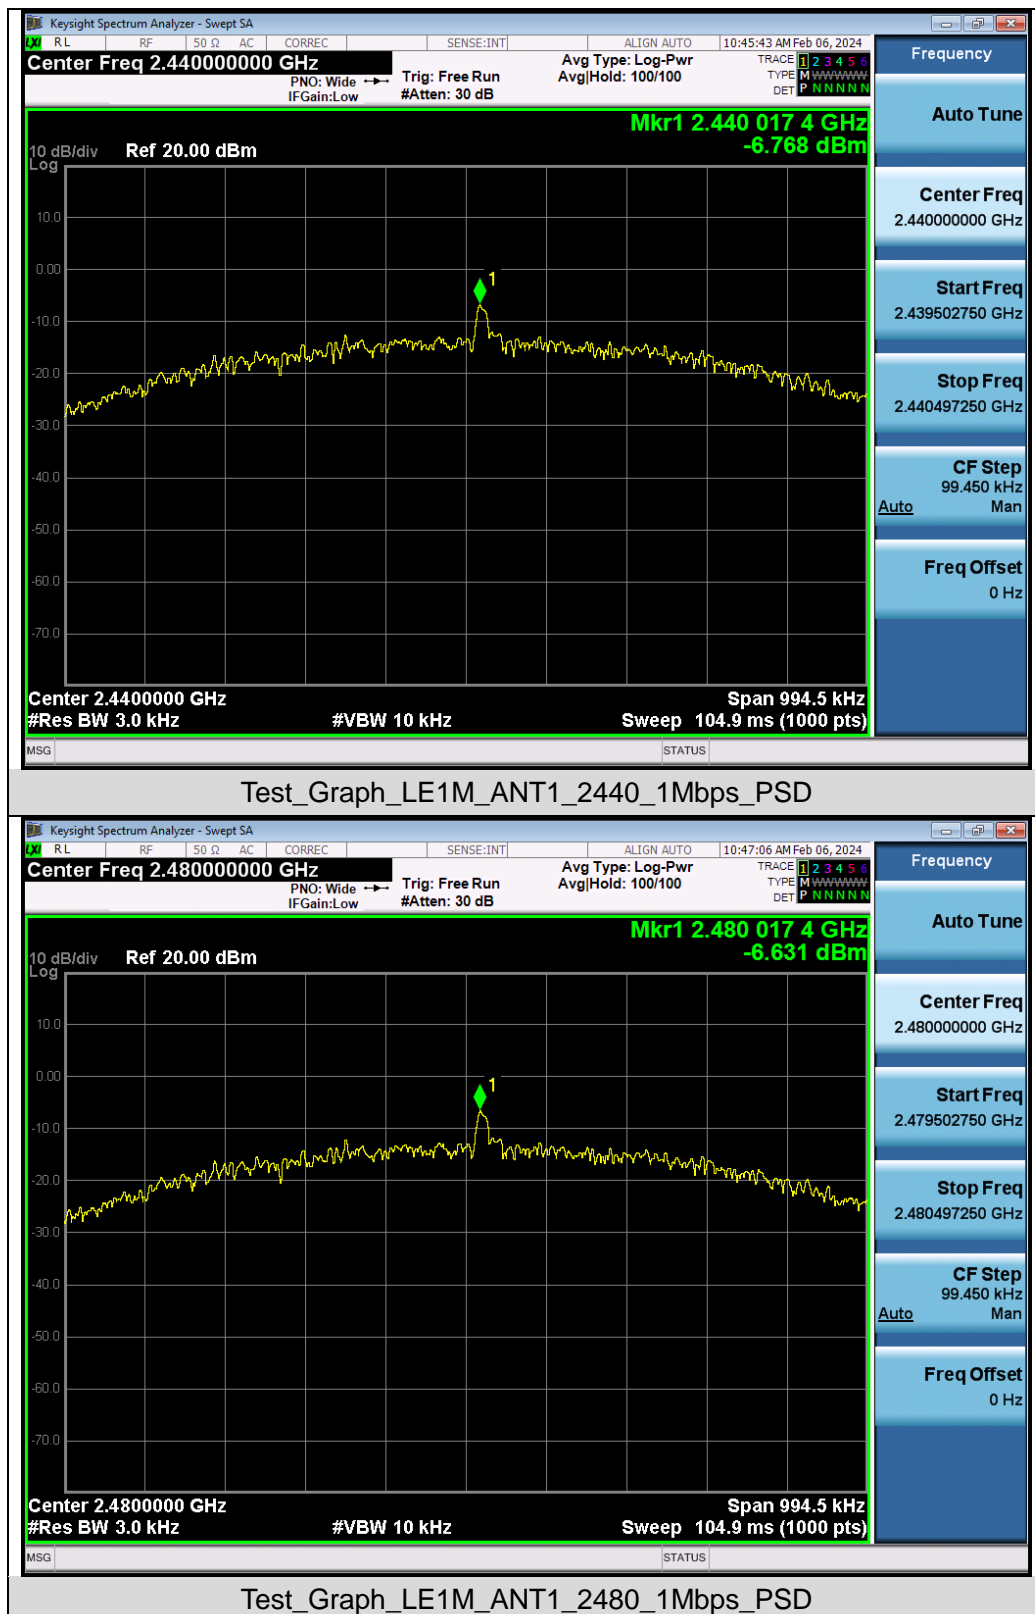 Keysight Spectrum Analyzer - Swept SA
LXI RL RF 50 Ω AC CORREC SENSE:INT ALIGN AUTO 10:45:43 AM Feb 06, 2024
Center Freq 2.440000000 GHz
PNO: Wide
IFGain:Low
Trig: Free Run
#Atten: 30 dB
Avg Type: Log-Pwr
Avg|Hold: 100/100
TRACE 1 2 3 4 5 6
TYPE M W W W W W
DET P N N N N N
Mkr1 2.440 017 4 GHz
-6.768 dBm
10 dB/div Ref 20.00 dBm
Log
10.0
0.00
-10.0
-20.0
-30.0
-40.0
-50.0
-60.0
-70.0
1
Center 2.4400000 GHz Span 994.5 kHz
#Res BW 3.0 kHz #VBW 10 kHz Sweep 104.9 ms (1000 pts)
MSG STATUS
Frequency
Auto Tune
Center Freq
2.440000000 GHz
Start Freq
2.439502750 GHz
Stop Freq
2.440497250 GHz
CF Step
99.450 kHz
Auto Man
Freq Offset
0 Hz
Test_Graph_LE1M_ANT1_2440_1Mbps_PSD
Keysight Spectrum Analyzer - Swept SA
LXI RL RF 50 Ω AC CORREC SENSE:INT ALIGN AUTO 10:47:06 AM Feb 06, 2024
Center Freq 2.480000000 GHz
PNO: Wide
IFGain:Low
Trig: Free Run
#Atten: 30 dB
Avg Type: Log-Pwr
Avg|Hold: 100/100
TRACE 1 2 3 4 5 6
TYPE M W W W W W
DET P N N N N N
Mkr1 2.480 017 4 GHz
-6.631 dBm
10 dB/div Ref 20.00 dBm
Log
10.0
0.00
-10.0
-20.0
-30.0
-40.0
-50.0
-60.0
-70.0
1
Center 2.4800000 GHz Span 994.5 kHz
#Res BW 3.0 kHz #VBW 10 kHz Sweep 104.9 ms (1000 pts)
MSG STATUS
Frequency
Auto Tune
Center Freq
2.480000000 GHz
Start Freq
2.479502750 GHz
Stop Freq
2.480497250 GHz
CF Step
99.450 kHz
Auto Man
Freq Offset
0 Hz
Test_Graph_LE1M_ANT1_2480_1Mbps_PSD